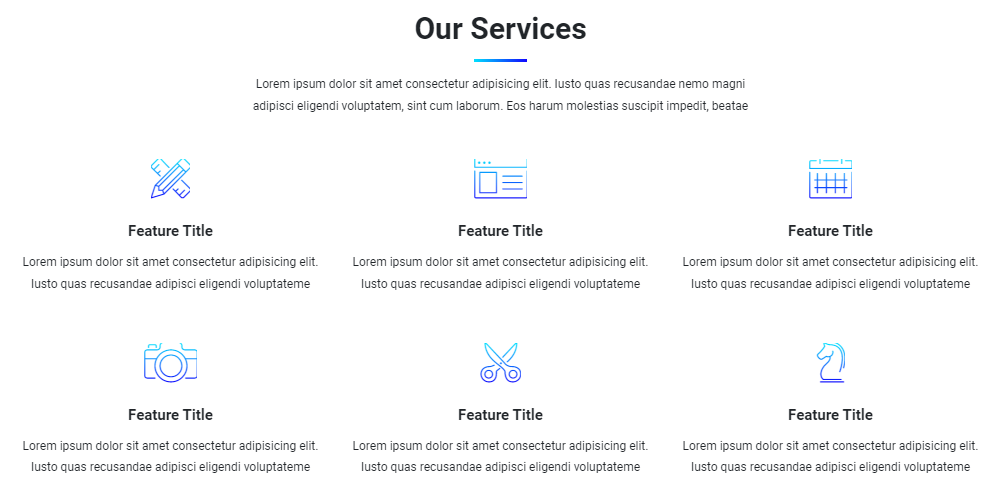 Our Services
Lorem ipsum dolor sit amet consectetur adipisicing elit. Iusto quas recusandae nemo magni
adipisci eligendi voluptatem, sint cum laborum. Eos harum molestias suscipit impedit, beatae
Feature Title
Lorem ipsum dolor sit amet consectetur adipisicing elit.
Iusto quas recusandae adipisci eligendi voluptateme
Feature Title
Lorem ipsum dolor sit amet consectetur adipisicing elit.
Iusto quas recusandae adipisci eligendi voluptateme
Feature Title
Lorem ipsum dolor sit amet consectetur adipisicing elit.
Iusto quas recusandae adipisci eligendi voluptateme
Feature Title
Lorem ipsum dolor sit amet consectetur adipisicing elit.
Iusto quas recusandae adipisci eligendi voluptateme
Feature Title
Lorem ipsum dolor sit amet consectetur adipisicing elit.
Iusto quas recusandae adipisci eligendi voluptateme
Feature Title
Lorem ipsum dolor sit amet consectetur adipisicing elit.
Iusto quas recusandae adipisci eligendi voluptateme